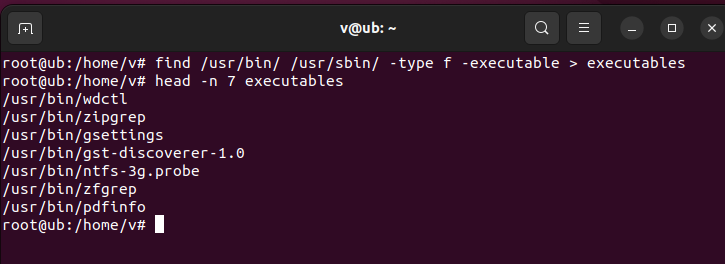 v@ub: ~
root@ub:/home/v# find /usr/bin/ /usr/sbin/ -type f -executable > executables
root@ub:/home/v# head -n 7 executables
/usr/bin/wdctl
/usr/bin/zipgrep
/usr/bin/gsettings
/usr/bin/gst-discoverer-1.0
/usr/bin/ntfs-3g.probe
/usr/bin/zfgrep
/usr/bin/pdfinfo
root@ub:/home/v#